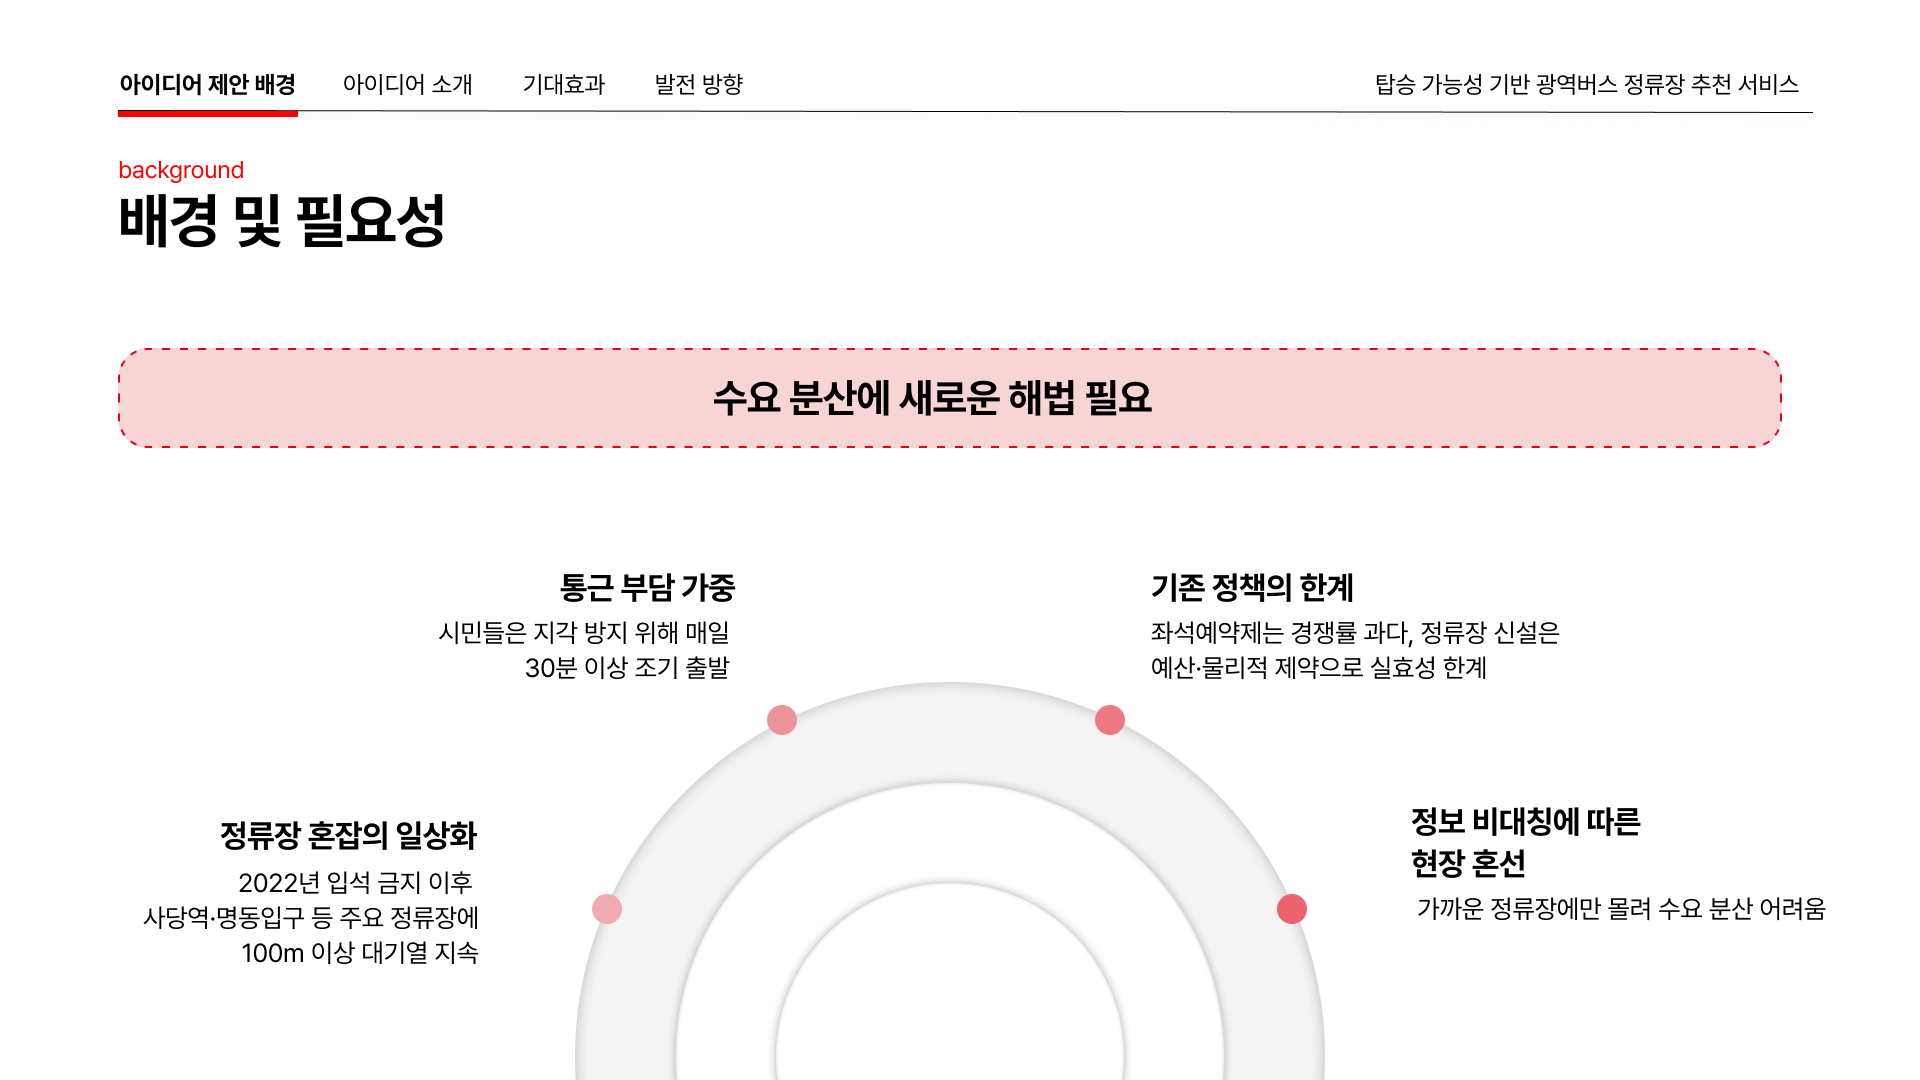 아이디어 제안 배경
아이디어 소개
기대효과
발전 방향
탑승 가능성 기반 광역버스 정류장 추천 서비스
background
배경 및 필요성
수요 분산에 새로운 해법 필요
통근 부담 가중
시민들은 지각 방지 위해 매일
30분 이상 조기 출발
기존 정책의 한계
좌석예약제는 경쟁률 과다, 정류장 신설은
예산·물리적 제약으로 실효성 한계
정류장 혼잡의 일상화
2022년 입석 금지 이후
사당역·명동입구 등 주요 정류장에
100m 이상 대기열 지속
정보 비대칭에 따른
현장 혼선
가까운 정류장에만 몰려 수요 분산 어려움